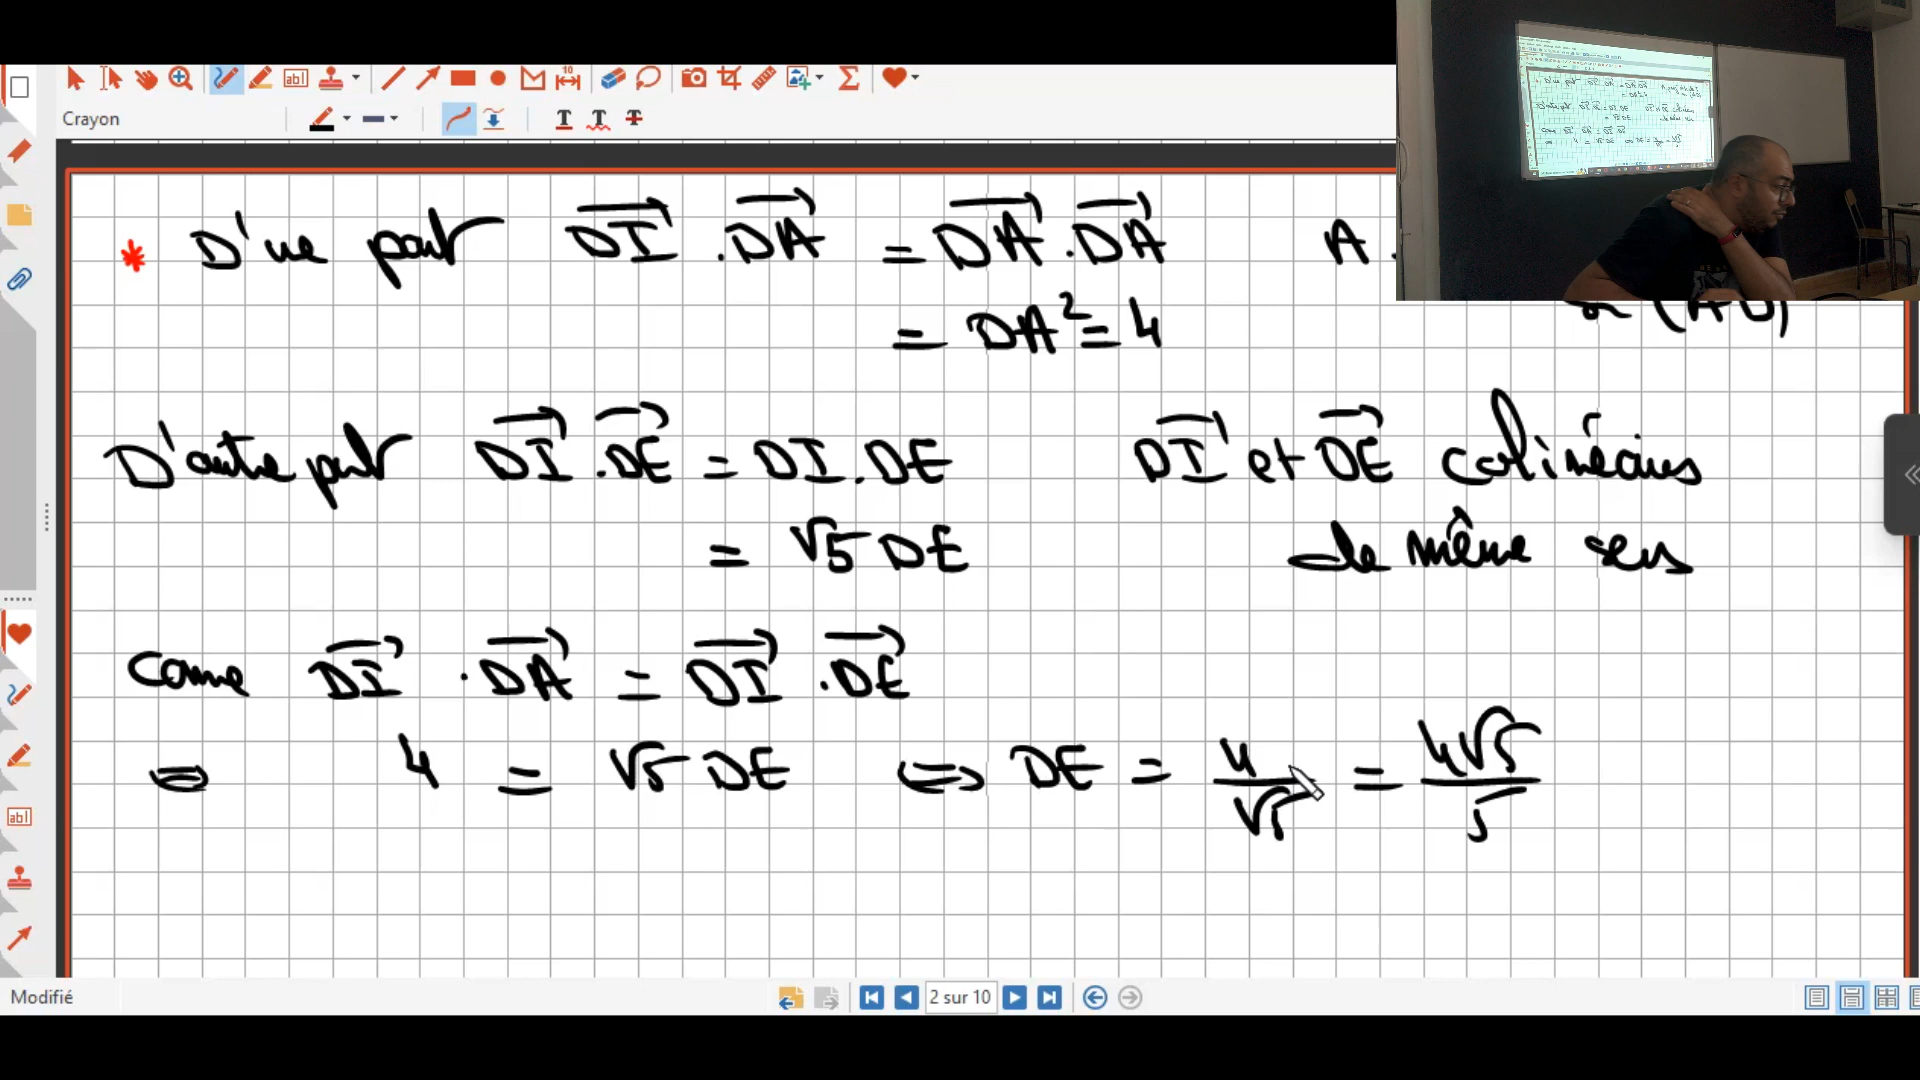 Crayon
* D'une part DI⃗ . DA⃗ = DA⃗ . DA⃗ A
= DA² = 4
D'autre part DI⃗ . DE⃗ = DI . DE DI⃗ et DE⃗ colinéaires
= √5 DE de même sens
Comme DI⃗ . DA⃗ = DI⃗ . DE⃗
⇔ 4 = √5 DE ⇔ DE = 4/√5 = 4√5/5
Modifié
2 sur 10